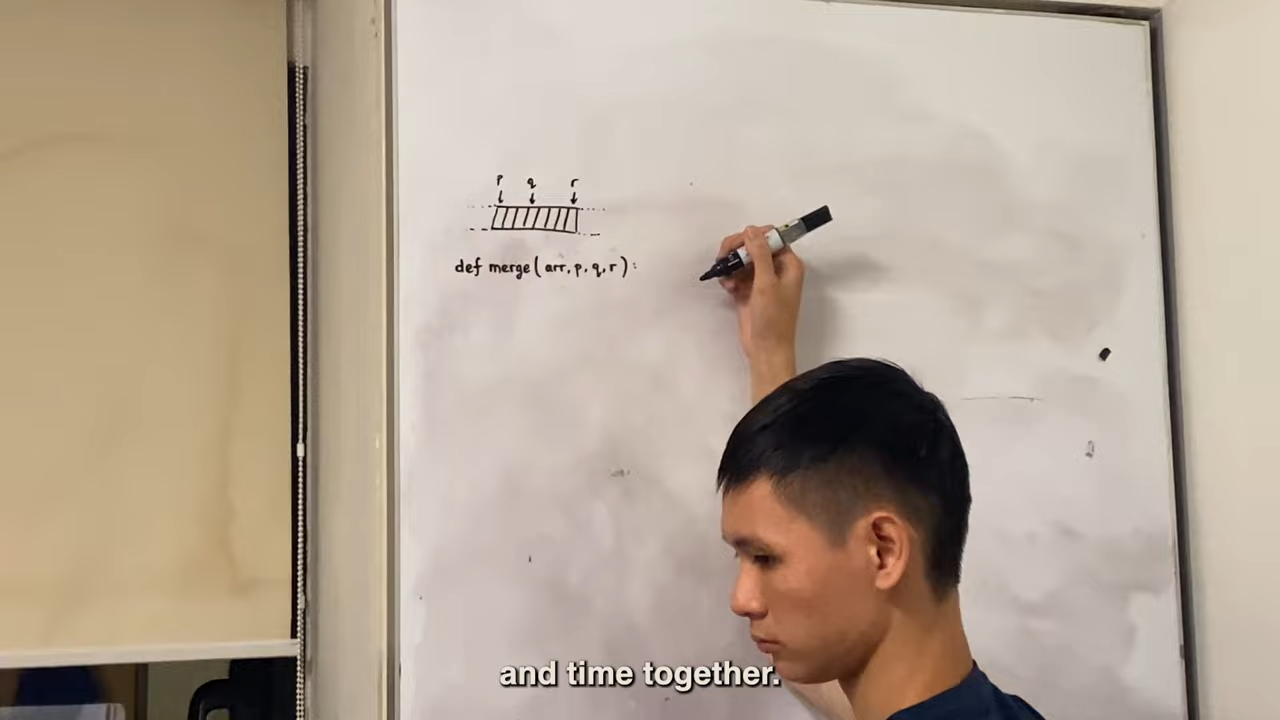 p q r
def merge(arr, p, q, r):
and time together.